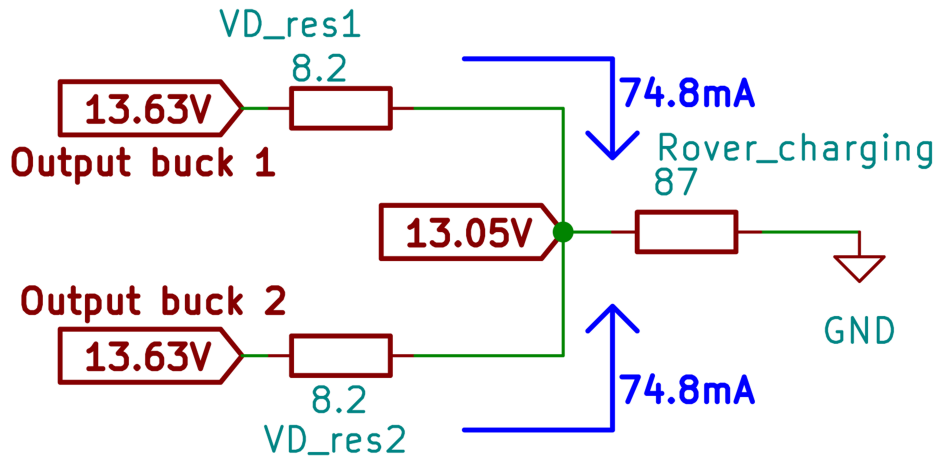 VD_res1
8.2
13.63V
Output buck 1
74.8mA
Rover_charging
87
13.05V
Output buck 2
13.63V
GND
8.2
VD_res2
74.8mA